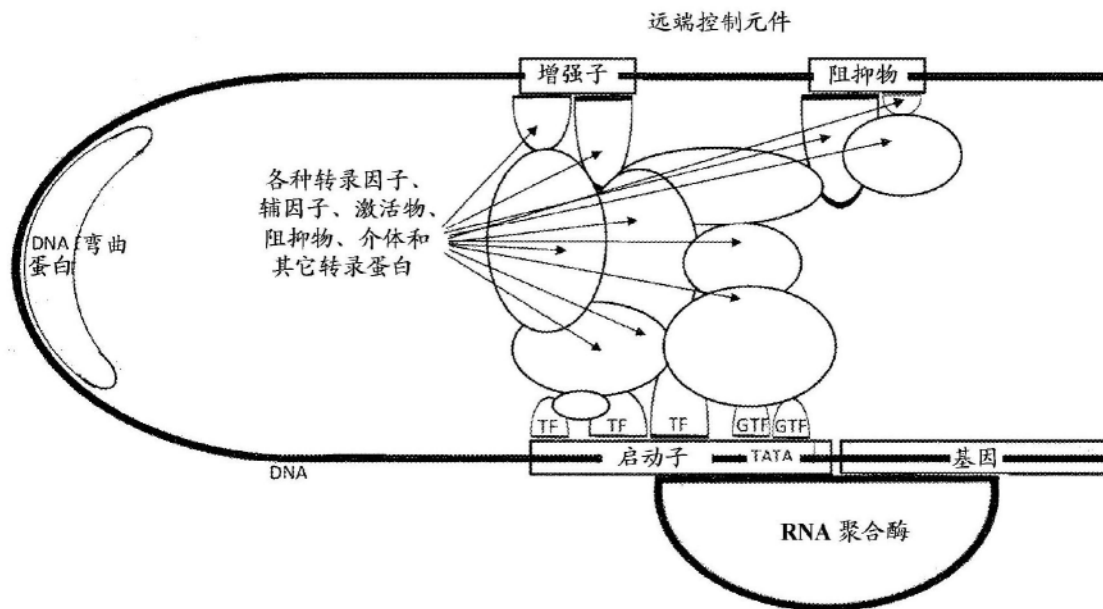 远端控制元件
增强子
阻抑物
各种转录因子、
辅因子、激活物、
阻抑物、介体和
其它转录蛋白
DNA 弯曲
蛋白
TF
TF
TF
GTF
GTF
启动子
TATA
基因
DNA
RNA 聚合酶